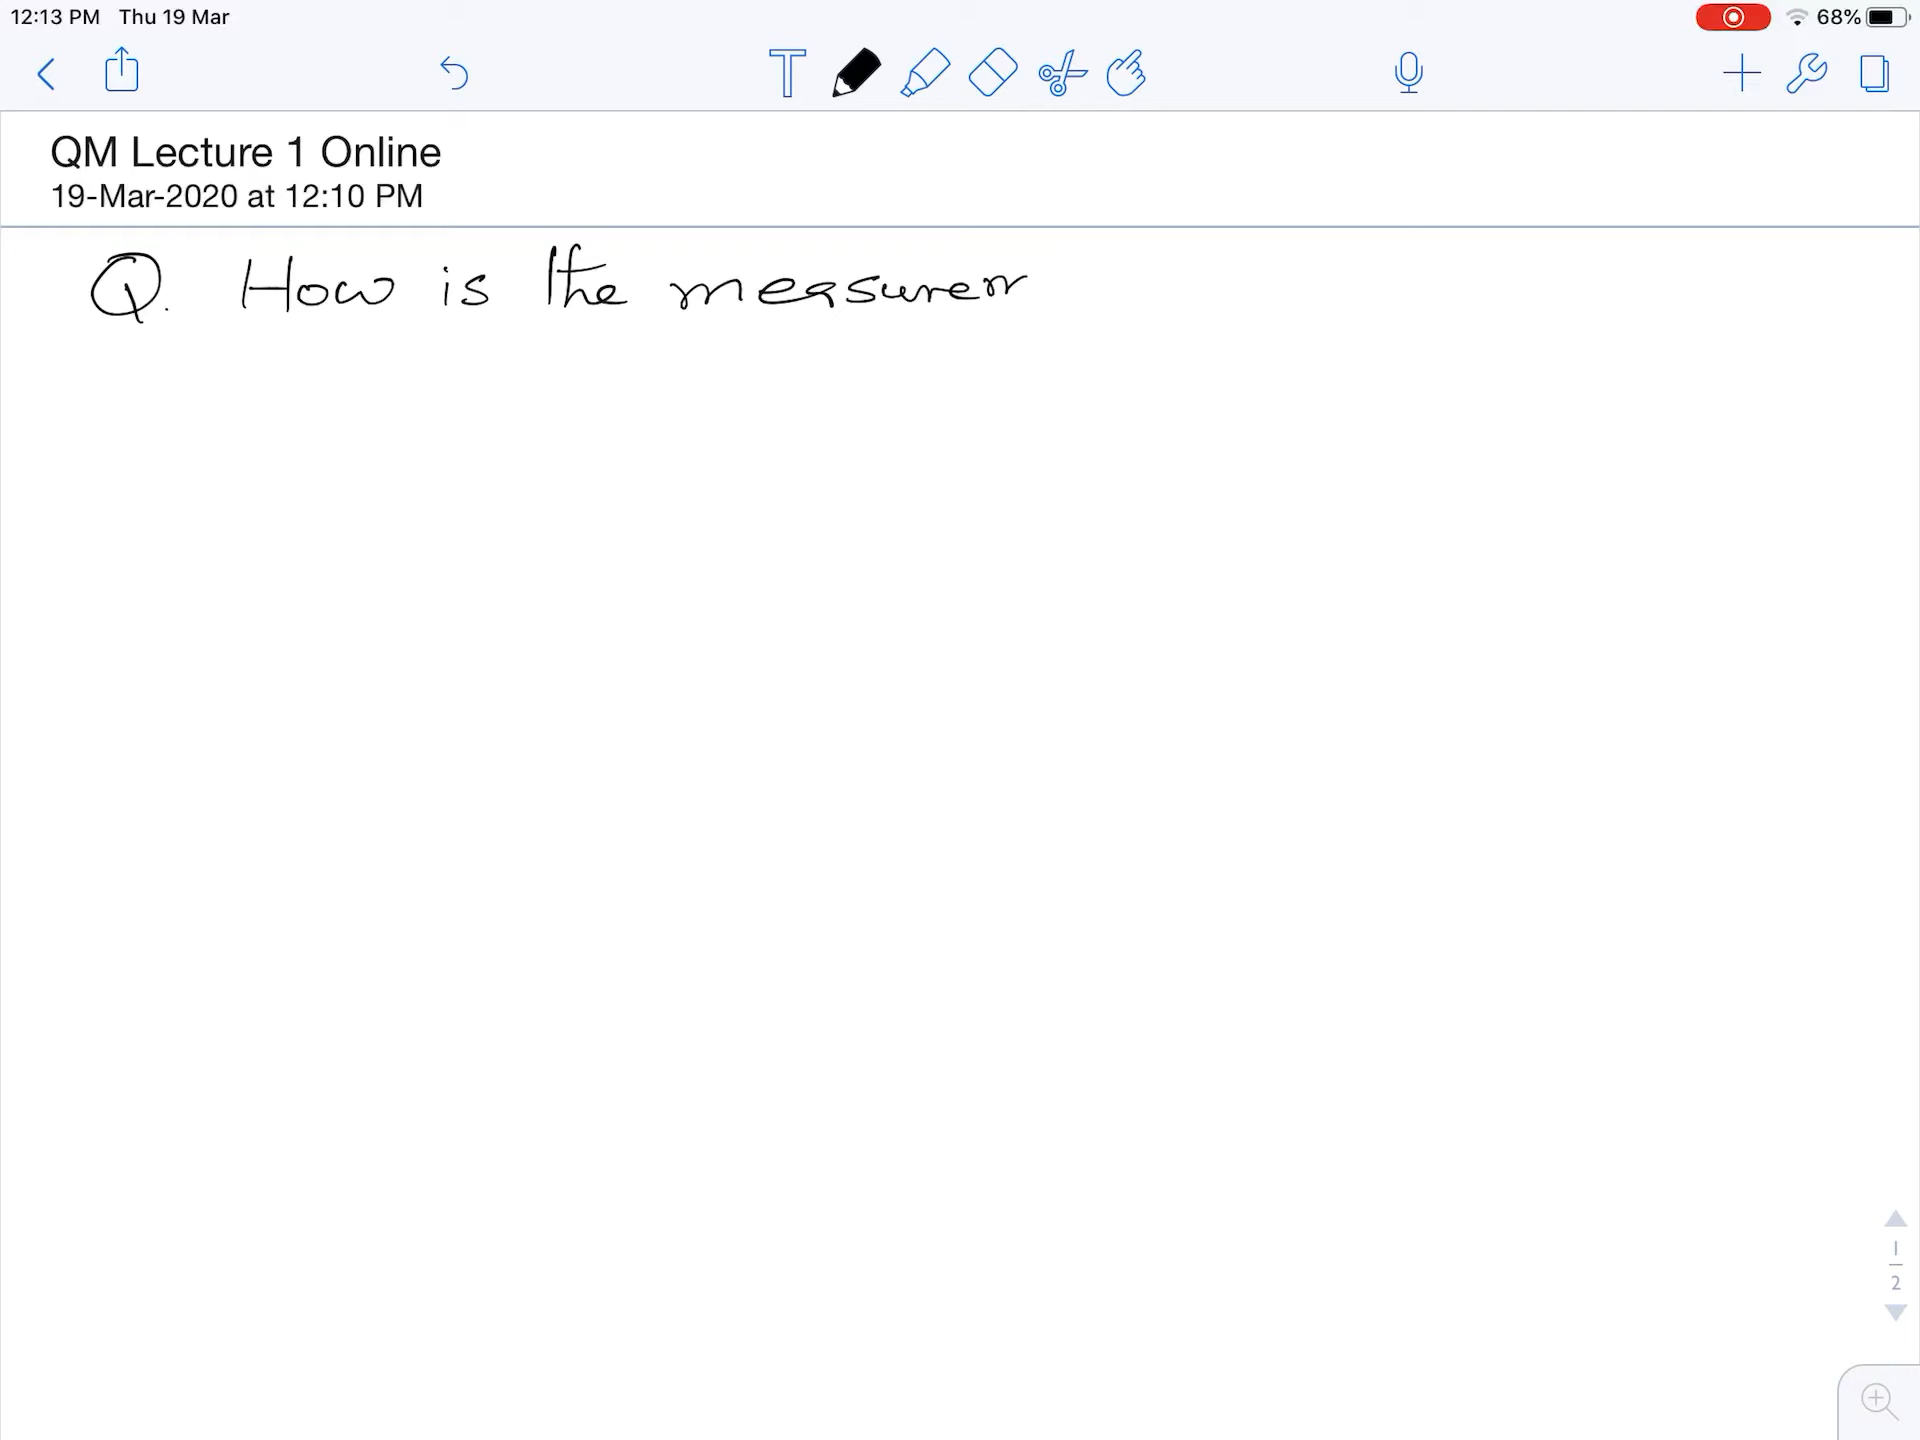 12:13 PM Thu 19 Mar 68%
T
QM Lecture 1 Online
19-Mar-2020 at 12:10 PM
Q. How is the measurem
1
2